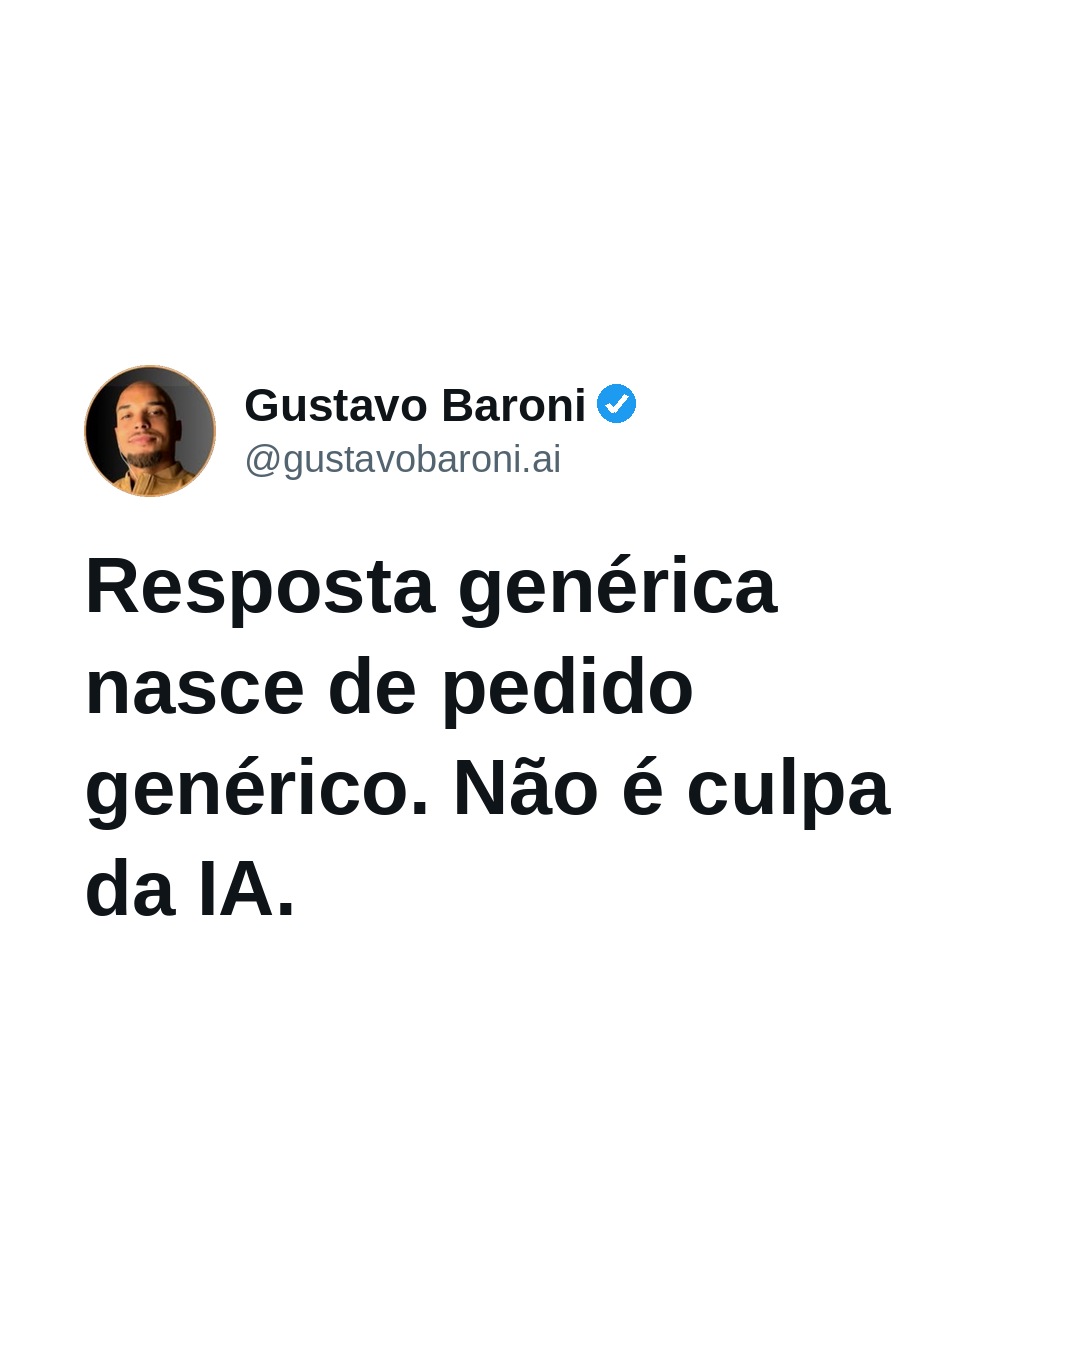 Gustavo Baroni
@gustavobaroni.ai
Resposta genérica
nasce de pedido
genérico. Não é culpa
da IA.